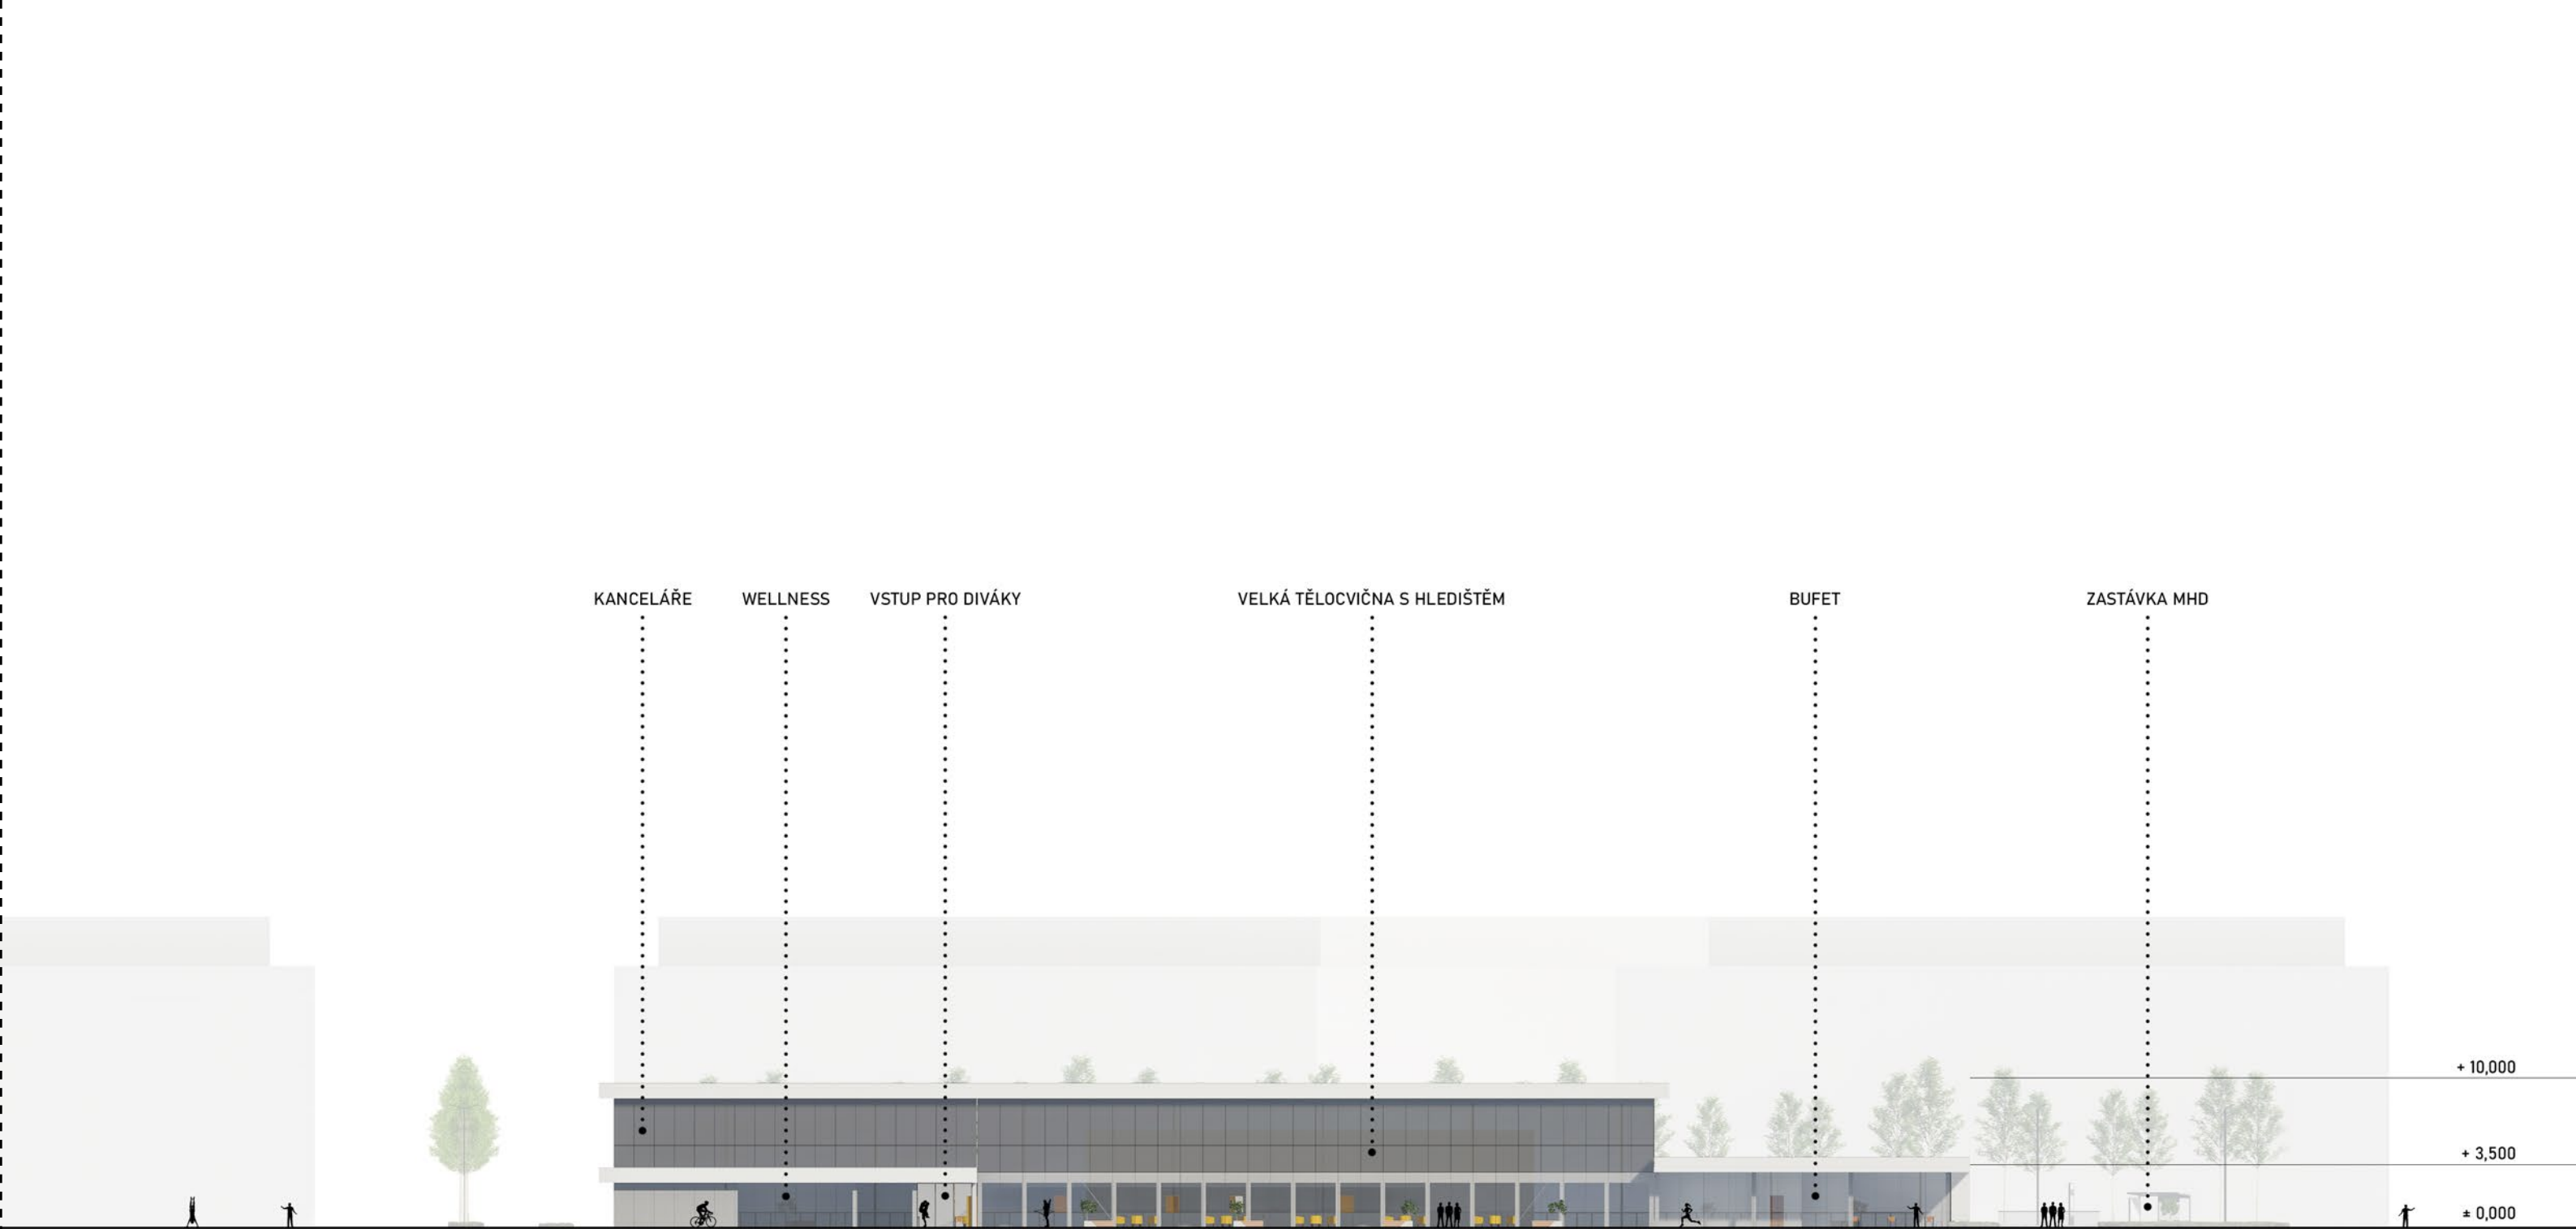 KANCELÁŘE
WELLNESS
VSTUP PRO DIVÁKY
VELKÁ TĚLOCVIČNA S HLEDIŠTĚM
BUFET
ZASTÁVKA MHD
+ 10,000
+ 3,500
± 0,000